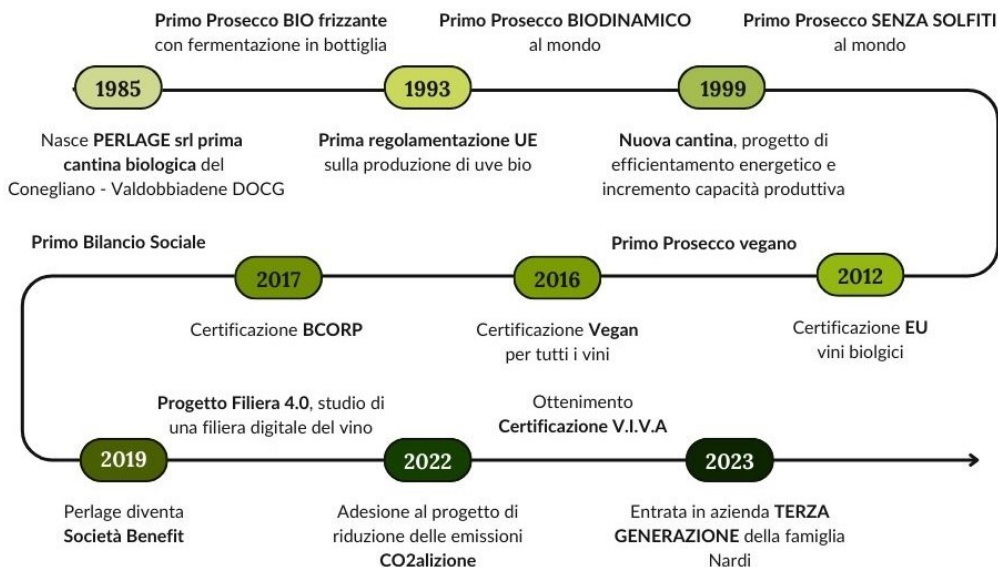 Primo Prosecco BIO frizzante
con fermentazione in bottiglia
Primo Prosecco BIODINAMICO
al mondo
Primo Prosecco SENZA SOLFITI
al mondo
1985
1993
1999
Nasce PERLAGE srl prima
cantina biologica del
Conegliano - Valdobbiadene DOCG
Prima regolamentazione UE
sulla produzione di uve bio
Nuova cantina, progetto di
efficientamento energetico e
incremento capacità produttiva
Primo Bilancio Sociale
Primo Prosecco vegano
2017
2016
2012
Certificazione BCORP
Certificazione Vegan
per tutti i vini
Certificazione EU
vini biolgici
Progetto Filiera 4.0, studio di
una filiera digitale del vino
Ottenimento
Certificazione V.I.V.A
2019
2022
2023
Perlage diventa
Società Benefit
Adesione al progetto di
riduzione delle emissioni
CO2alizione
Entrata in azienda TERZA
GENERAZIONE della famiglia
Nardi